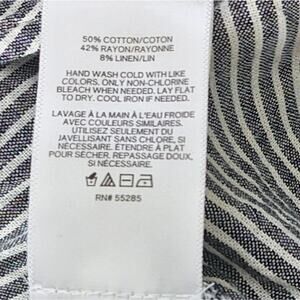 50% COTTON/COTON
42% RAYON/RAYONNE
8% LINEN/LIN
HAND WASH COLD WITH LIKE
COLORS. ONLY NON-CHLORINE
BLEACH WHEN NEEDED. LAY FLAT
TO DRY. COOL IRON IF NEEDED.
LAVAGE À LA MAIN À L'EAU FROIDE
AVEC COULEURS SIMILAIRES.
UTILISEZ SEULEMENT DU
JAVELLISANT SANS CHLORE, SI
NÉCESSAIRE. ÉTENDRE À PLAT
POUR SÉCHER. REPASSAGE DOUX,
SI NÉCESSAIRE.
RN# 55285